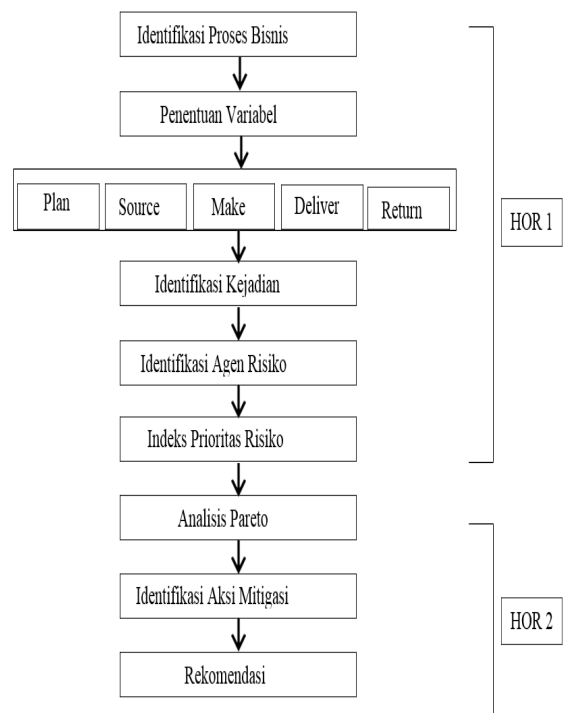 Identifikasi Proses Bisnis
Penentuan Variabel
Plan Source Make Deliver Return
HOR 1
Identifikasi Kejadian
Identifikasi Agen Risiko
Indeks Prioritas Risiko
Analisis Pareto
Identifikasi Aksi Mitigasi
HOR 2
Rekomendasi